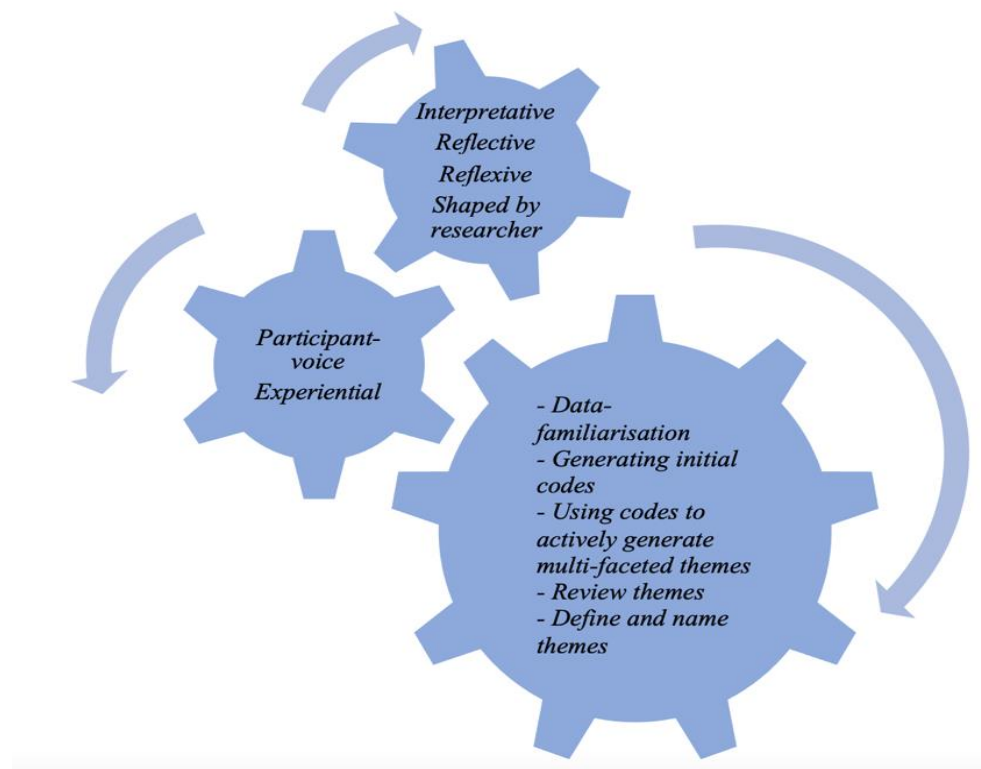 Interpretative
Reflective
Reflexive
Shaped by
researcher
Participant-
voice
Experiential
- Data-
familiarisation
- Generating initial
codes
- Using codes to
actively generate
multi-faceted themes
- Review themes
- Define and name
themes